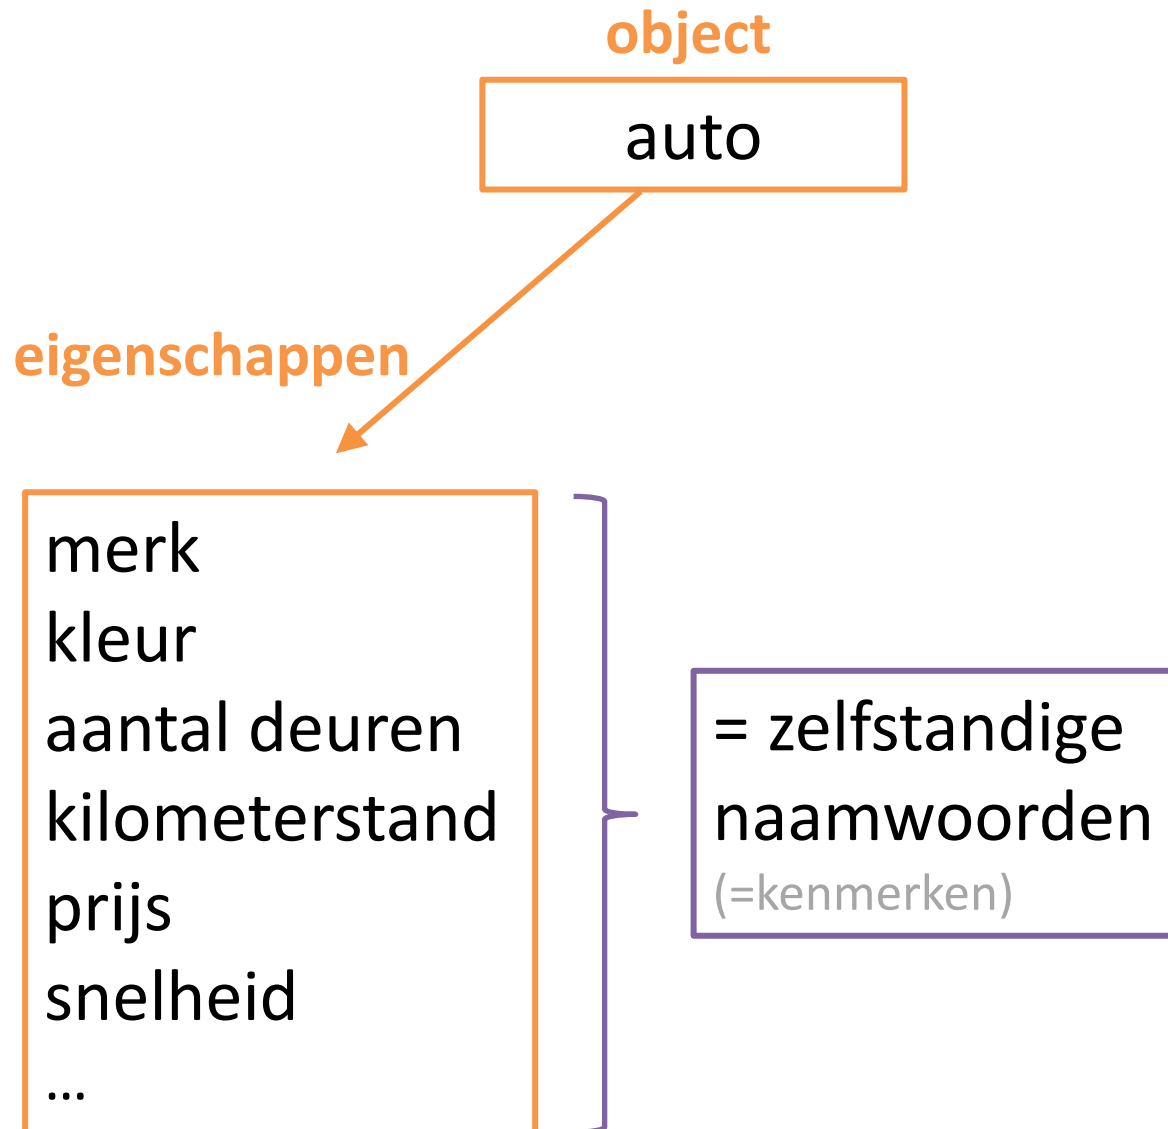 object
auto
eigenschappen
merk
kleur
aantal deuren
kilometerstand
prijs
snelheid
...
= zelfstandige
naamwoorden
(=kenmerken)